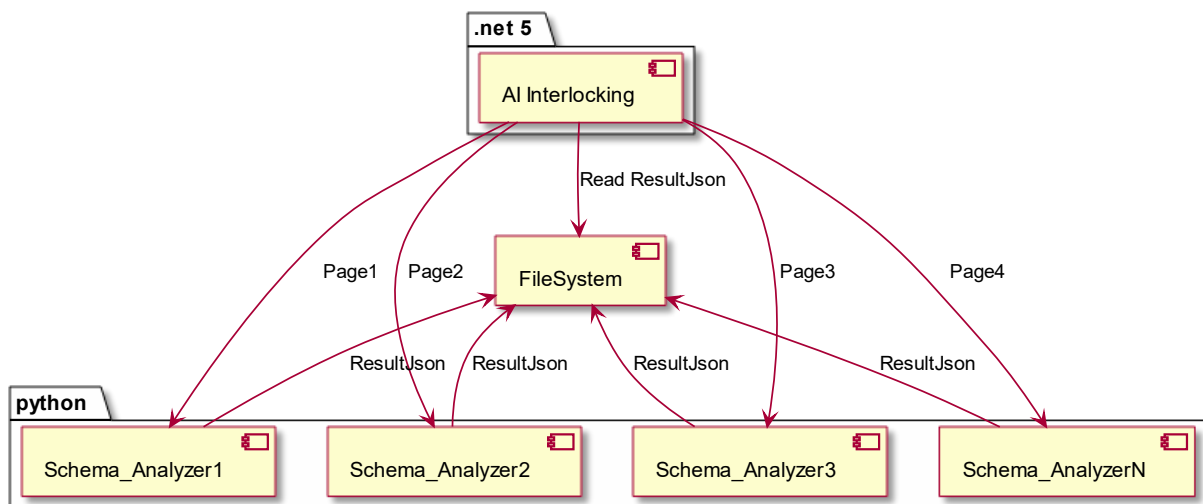 .net 5
AI Interlocking
Read ResultJson
Page1
Page2
FileSystem
Page3
Page4
ResultJson
ResultJson
ResultJson
ResultJson
python
Schema_Analyzer1
Schema_Analyzer2
Schema_Analyzer3
Schema_AnalyzerN